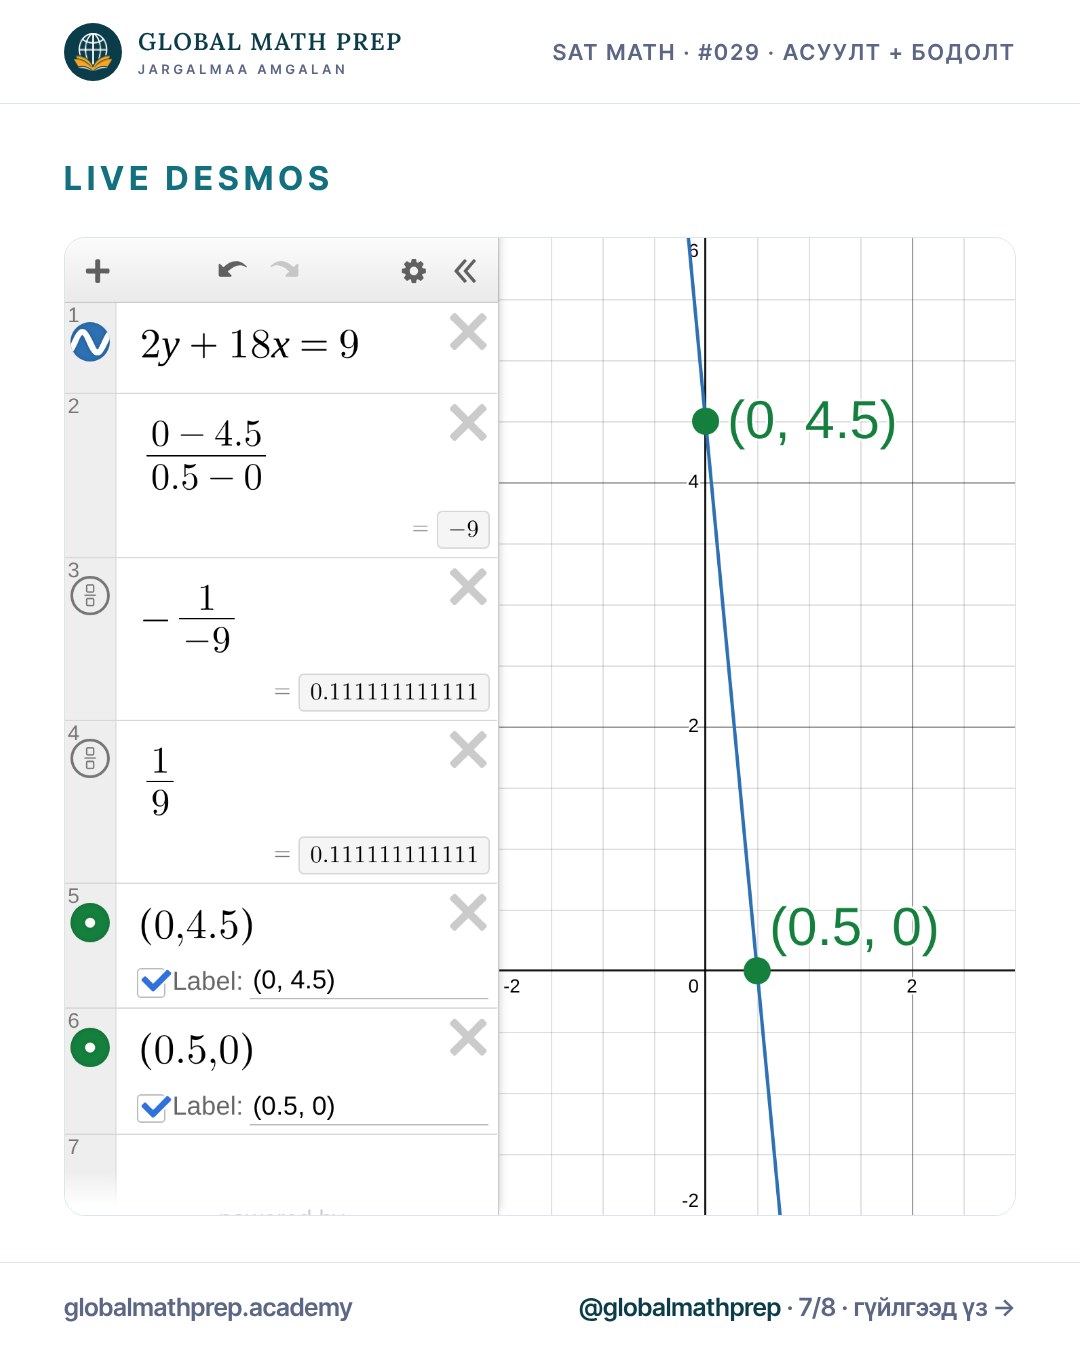 GLOBAL MATH PREP
JARGALMAA AMGALAN
SAT MATH · #029 · АСУУЛТ + БОДОЛТ
LIVE DESMOS
1
2y + 18x = 9
2
0 − 4.5
0.5 − 0
= −9
3
− 1
−9
= 0.111111111111
4
1
9
= 0.111111111111
5
(0,4.5)
Label: (0, 4.5)
6
(0.5,0)
Label: (0.5, 0)
7
6
(0, 4.5)
4
2
(0.5, 0)
-2 0 2
-2
globalmathprep.academy
@globalmathprep · 7/8 · гүйлгээд үз →